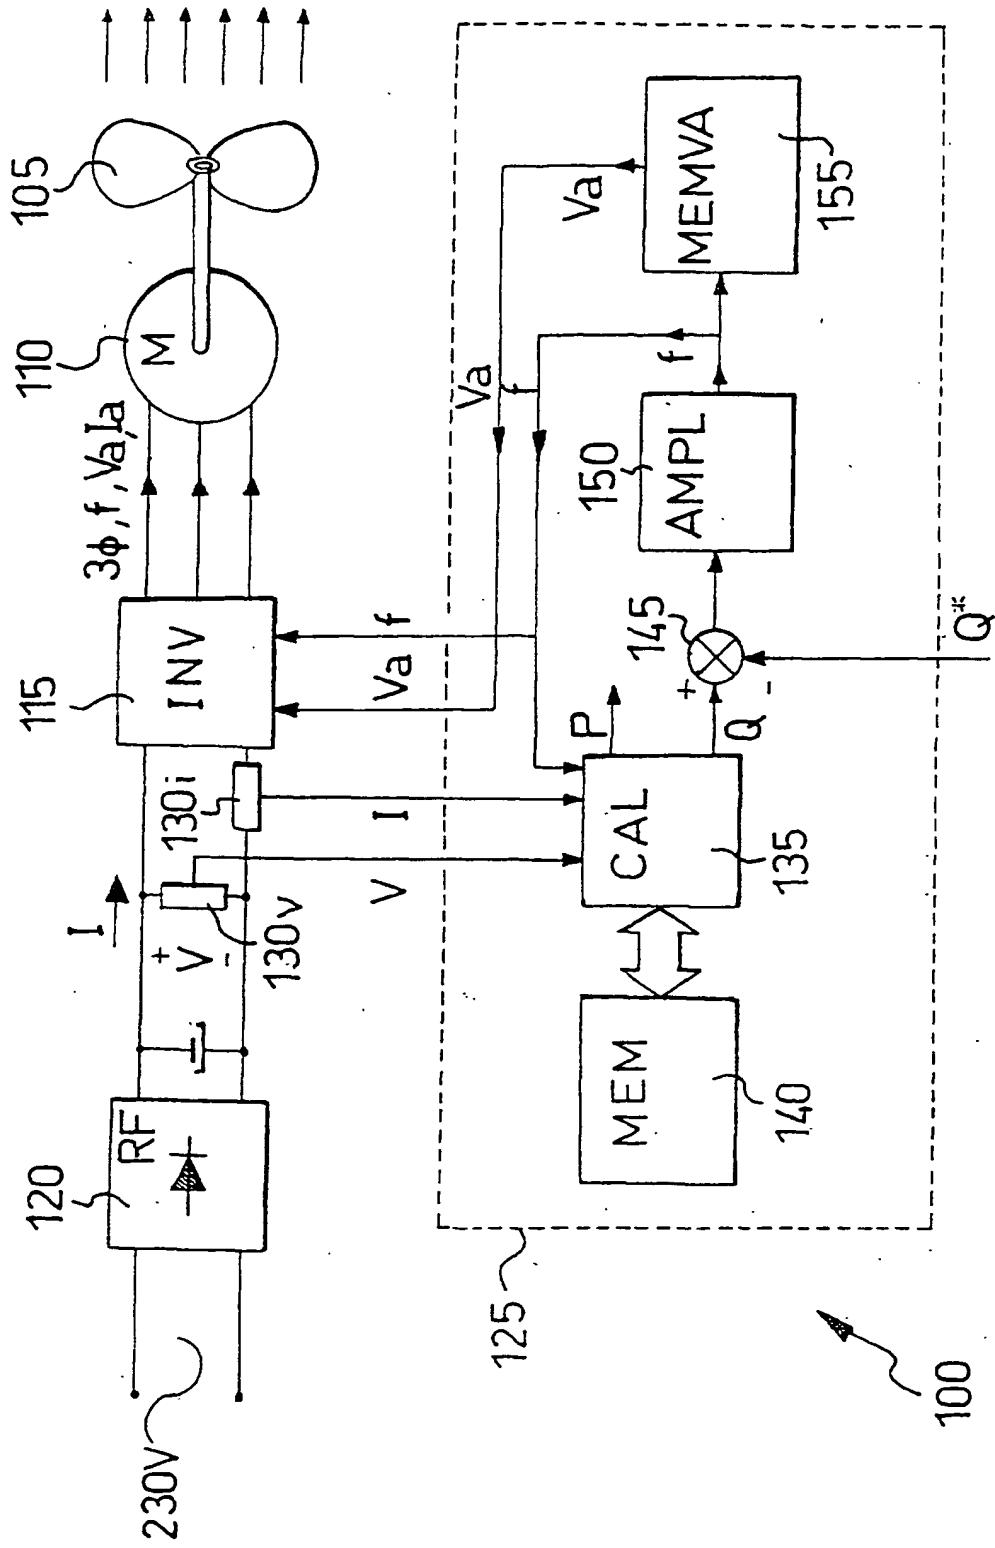 230V
120
RF
I
+
V
-
130v
130i
115
INV
3ϕ, f, Va, Ia
110
M
105
V
I
Va
f
125
MEM
140
CAL
135
P
Q
+
-
145
Q*
150
AMPL
f
Va
f
Va
MEMVA
155
100